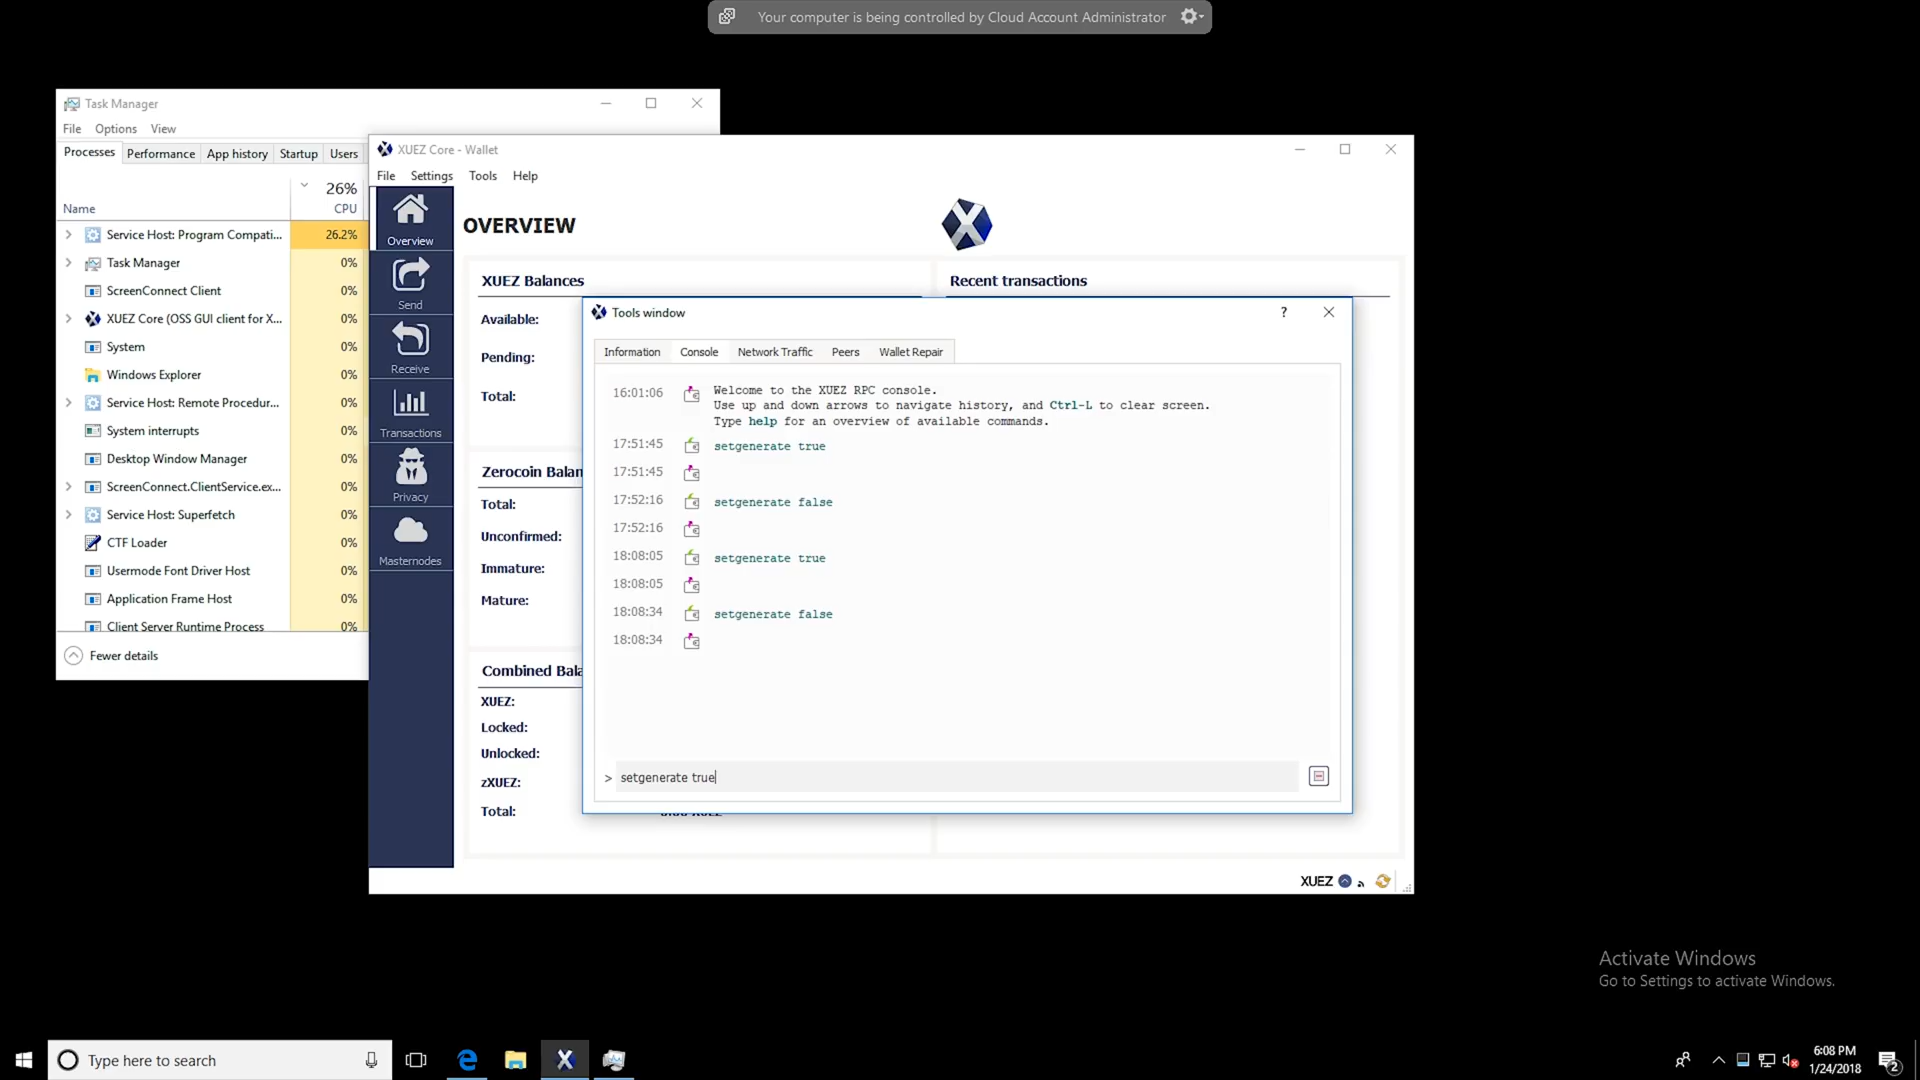 Your computer is being controlled by Cloud Account Administrator
Task Manager
File Options View
Processes Performance App history Startup Users
26%
Name CPU
Service Host: Program Compati... 26.2%
Task Manager 0%
ScreenConnect Client 0%
XUEZ Core (OSS GUI client for X... 0%
System 0%
Windows Explorer 0%
Service Host: Remote Procedur... 0%
System interrupts 0%
Desktop Window Manager 0%
ScreenConnect.ClientService.ex... 0%
Service Host: Superfetch 0%
CTF Loader 0%
Usermode Font Driver Host 0%
Application Frame Host 0%
Client Server Runtime Process 0%
Fewer details
XUEZ Core - Wallet
File Settings Tools Help
Overview
Send
Receive
Transactions
Privacy
Masternodes
OVERVIEW
XUEZ Balances
Available:
Pending:
Total:
Zerocoin Balan
Total:
Unconfirmed:
Immature:
Mature:
Combined Bala
XUEZ:
Locked:
Unlocked:
zXUEZ:
Total:
Recent transactions
Tools window
?
Information Console Network Traffic Peers Wallet Repair
16:01:06 Welcome to the XUEZ RPC console.
Use up and down arrows to navigate history, and Ctrl-L to clear screen.
Type help for an overview of available commands.
17:51:45 setgenerate true
17:51:45
17:52:16 setgenerate false
17:52:16
18:08:05 setgenerate true
18:08:05
18:08:34 setgenerate false
18:08:34
> setgenerate true
XUEZ
Activate Windows
Go to Settings to activate Windows.
Type here to search
6:08 PM
1/24/2018
2